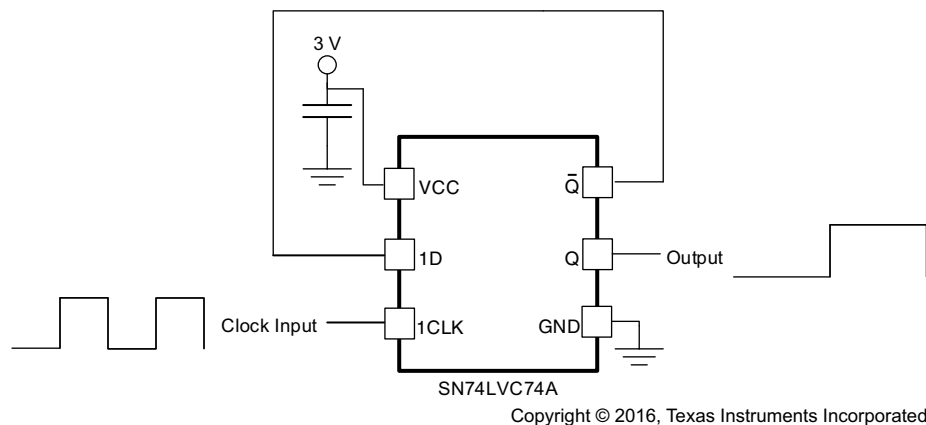 3 V
VCC
Q̅
1D
Q
Output
Clock Input
1CLK
GND
SN74LVC74A
Copyright © 2016, Texas Instruments Incorporated